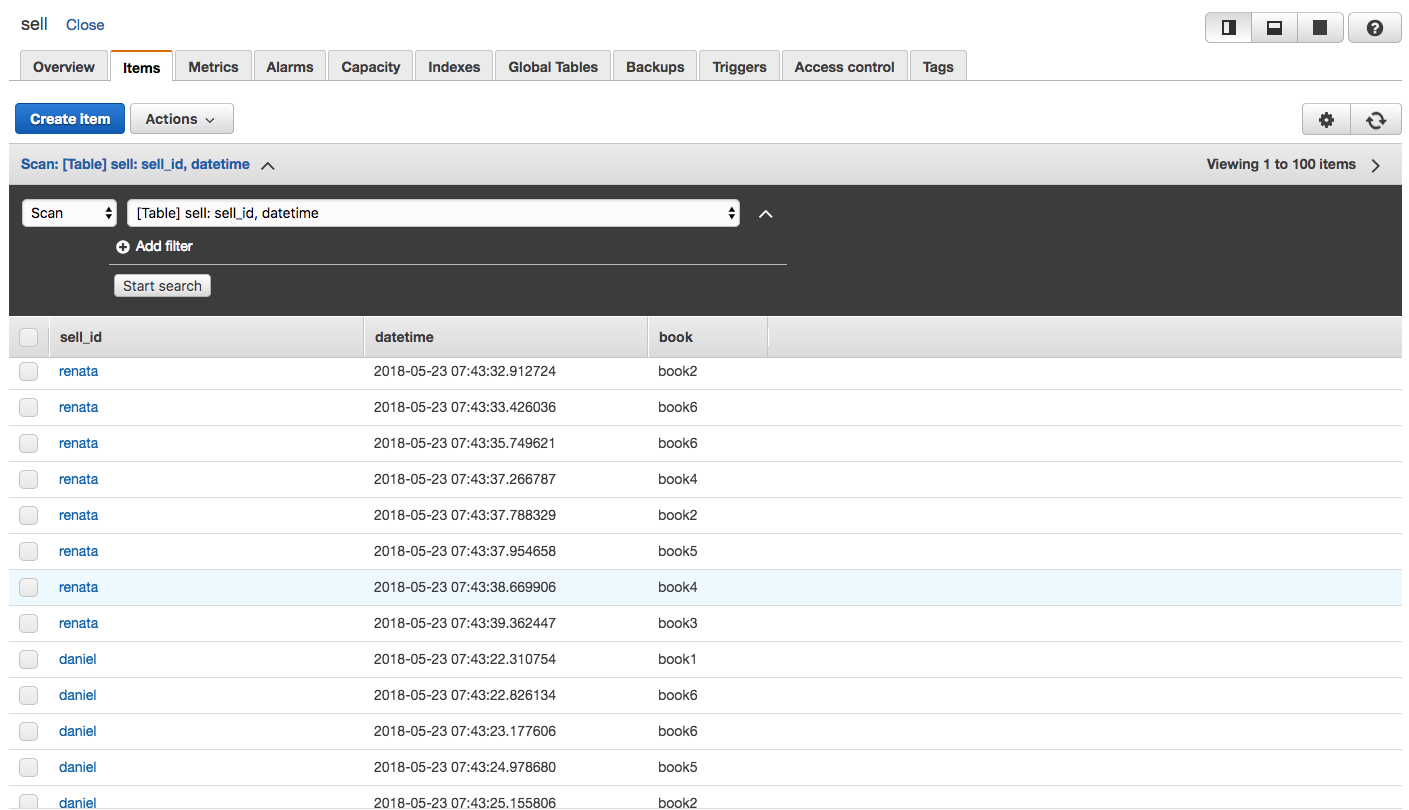 sell Close
Overview Items Metrics Alarms Capacity Indexes Global Tables Backups Triggers Access control Tags
Create item Actions
Scan: [Table] sell: sell_id, datetime Viewing 1 to 100 items
Scan [Table] sell: sell_id, datetime
Add filter
Start search
sell_id datetime book
renata 2018-05-23 07:43:32.912724 book2
renata 2018-05-23 07:43:33.426036 book6
renata 2018-05-23 07:43:35.749621 book6
renata 2018-05-23 07:43:37.266787 book4
renata 2018-05-23 07:43:37.788329 book2
renata 2018-05-23 07:43:37.954658 book5
renata 2018-05-23 07:43:38.669906 book4
renata 2018-05-23 07:43:39.362447 book3
daniel 2018-05-23 07:43:22.310754 book1
daniel 2018-05-23 07:43:22.826134 book6
daniel 2018-05-23 07:43:23.177606 book6
daniel 2018-05-23 07:43:24.978680 book5
daniel 2018-05-23 07:43:25.155806 book2